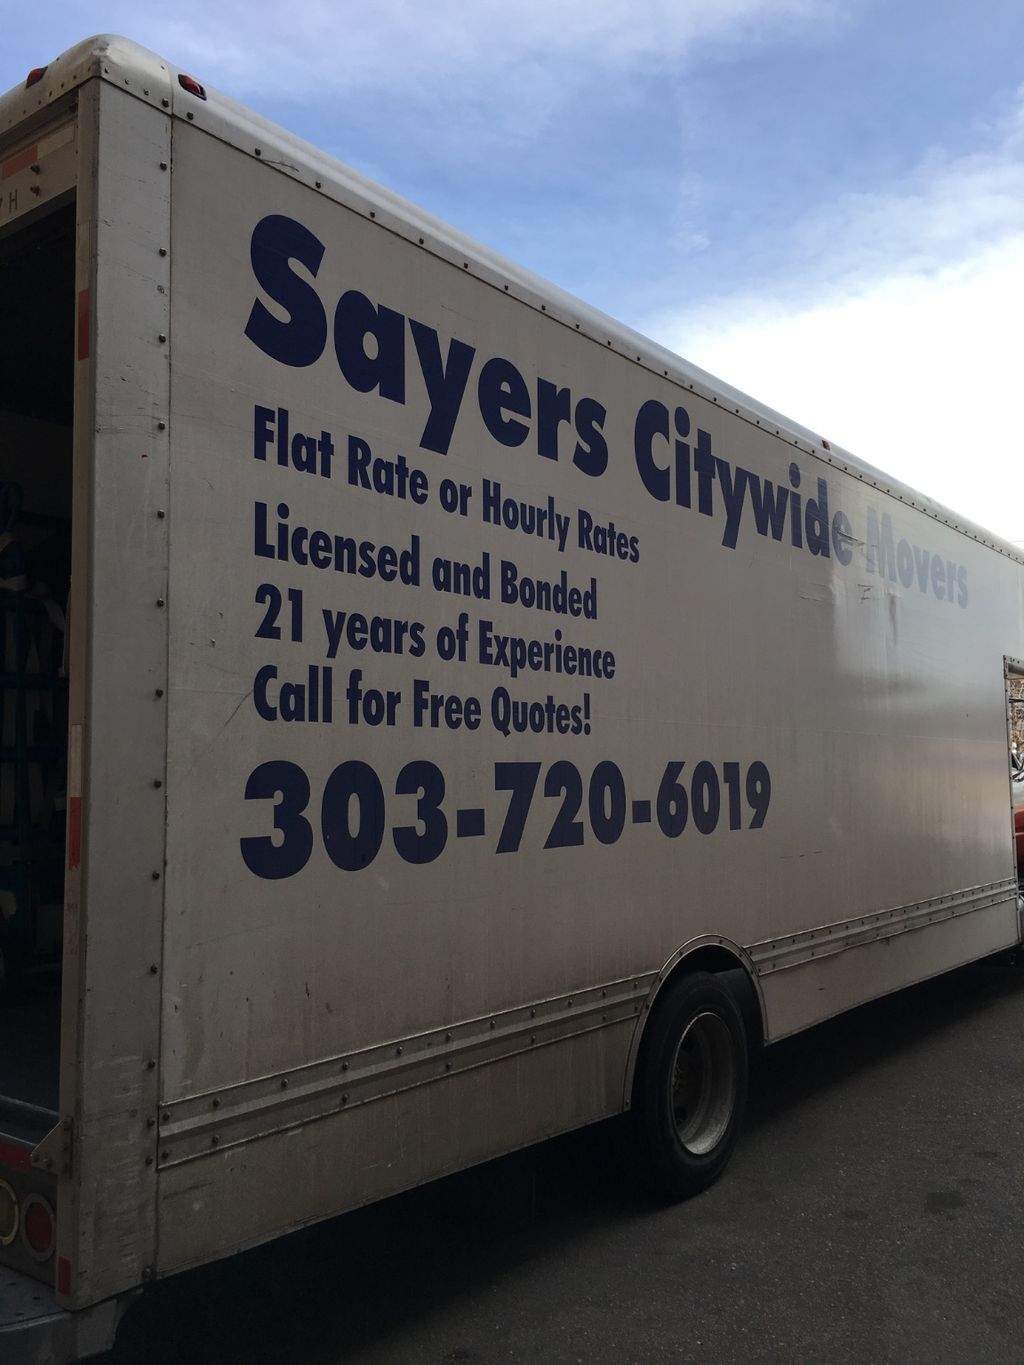 Sayers Citywide Movers
Flat Rate or Hourly Rates
Licensed and Bonded
21 years of Experience
Call for Free Quotes!
303-720-6019